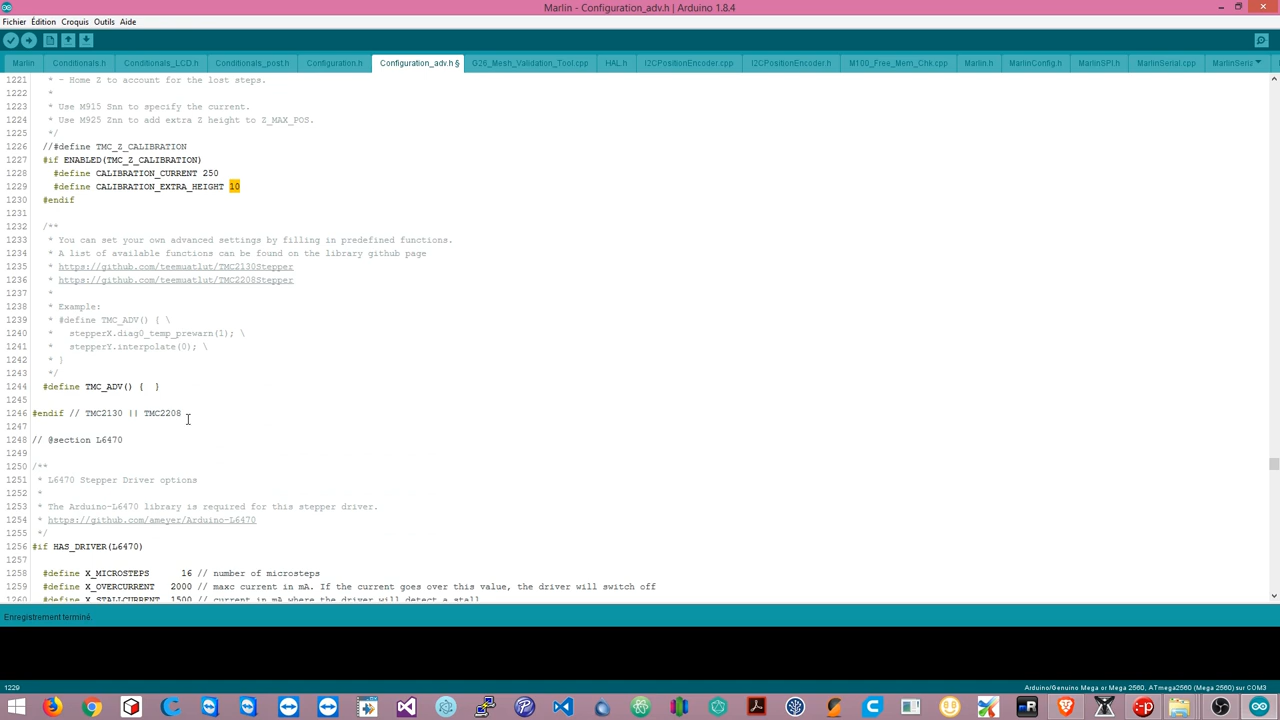 Marlin - Configuration_adv.h | Arduino 1.8.4
Fichier Édition Croquis Outils Aide
Marlin Conditionals.h Conditionals_LCD.h Conditionals_post.h Configuration.h Configuration_adv.h § G26_Mesh_Validation_Tool.cpp HAL.h I2CPositionEncoder.cpp I2CPositionEncoder.h M100_Free_Mem_Chk.cpp Marlin.h MarlinConfig.h MarlinSPI.h MarlinSerial.cpp MarlinSeria
1221 * - Home Z to account for the lost steps.
1222 *
1223 * Use M915 Snn to specify the current.
1224 * Use M925 Znn to add extra Z height to Z_MAX_POS.
1225 */
1226 //#define TMC_Z_CALIBRATION
1227 #if ENABLED(TMC_Z_CALIBRATION)
1228 #define CALIBRATION_CURRENT 250
1229 #define CALIBRATION_EXTRA_HEIGHT 10
1230 #endif
1231
1232 /**
1233 * You can set your own advanced settings by filling in predefined functions.
1234 * A list of available functions can be found on the library github page
1235 * https://github.com/teemuatlut/TMC2130Stepper
1236 * https://github.com/teemuatlut/TMC2208Stepper
1237 *
1238 * Example:
1239 * #define TMC_ADV() { \
1240 * stepperX.diag0_temp_prewarn(1); \
1241 * stepperY.interpolate(0); \
1242 * }
1243 */
1244 #define TMC_ADV() { }
1245
1246 #endif // TMC2130 || TMC2208
1247
1248 // @section L6470
1249
1250 /**
1251 * L6470 Stepper Driver options
1252 *
1253 * The Arduino-L6470 library is required for this stepper driver.
1254 * https://github.com/ameyer/Arduino-L6470
1255 */
1256 #if HAS_DRIVER(L6470)
1257
1258 #define X_MICROSTEPS 16 // number of microsteps
1259 #define X_OVERCURRENT 2000 // maxc current in mA. If the current goes over this value, the driver will switch off
1260 #define X_STALLCURRENT 1500 // current in mA where the driver will detect a stall
Enregistrement terminé.
1229 Arduino/Genuino Mega or Mega 2560, ATmega2560 (Mega 2560) sur COM3